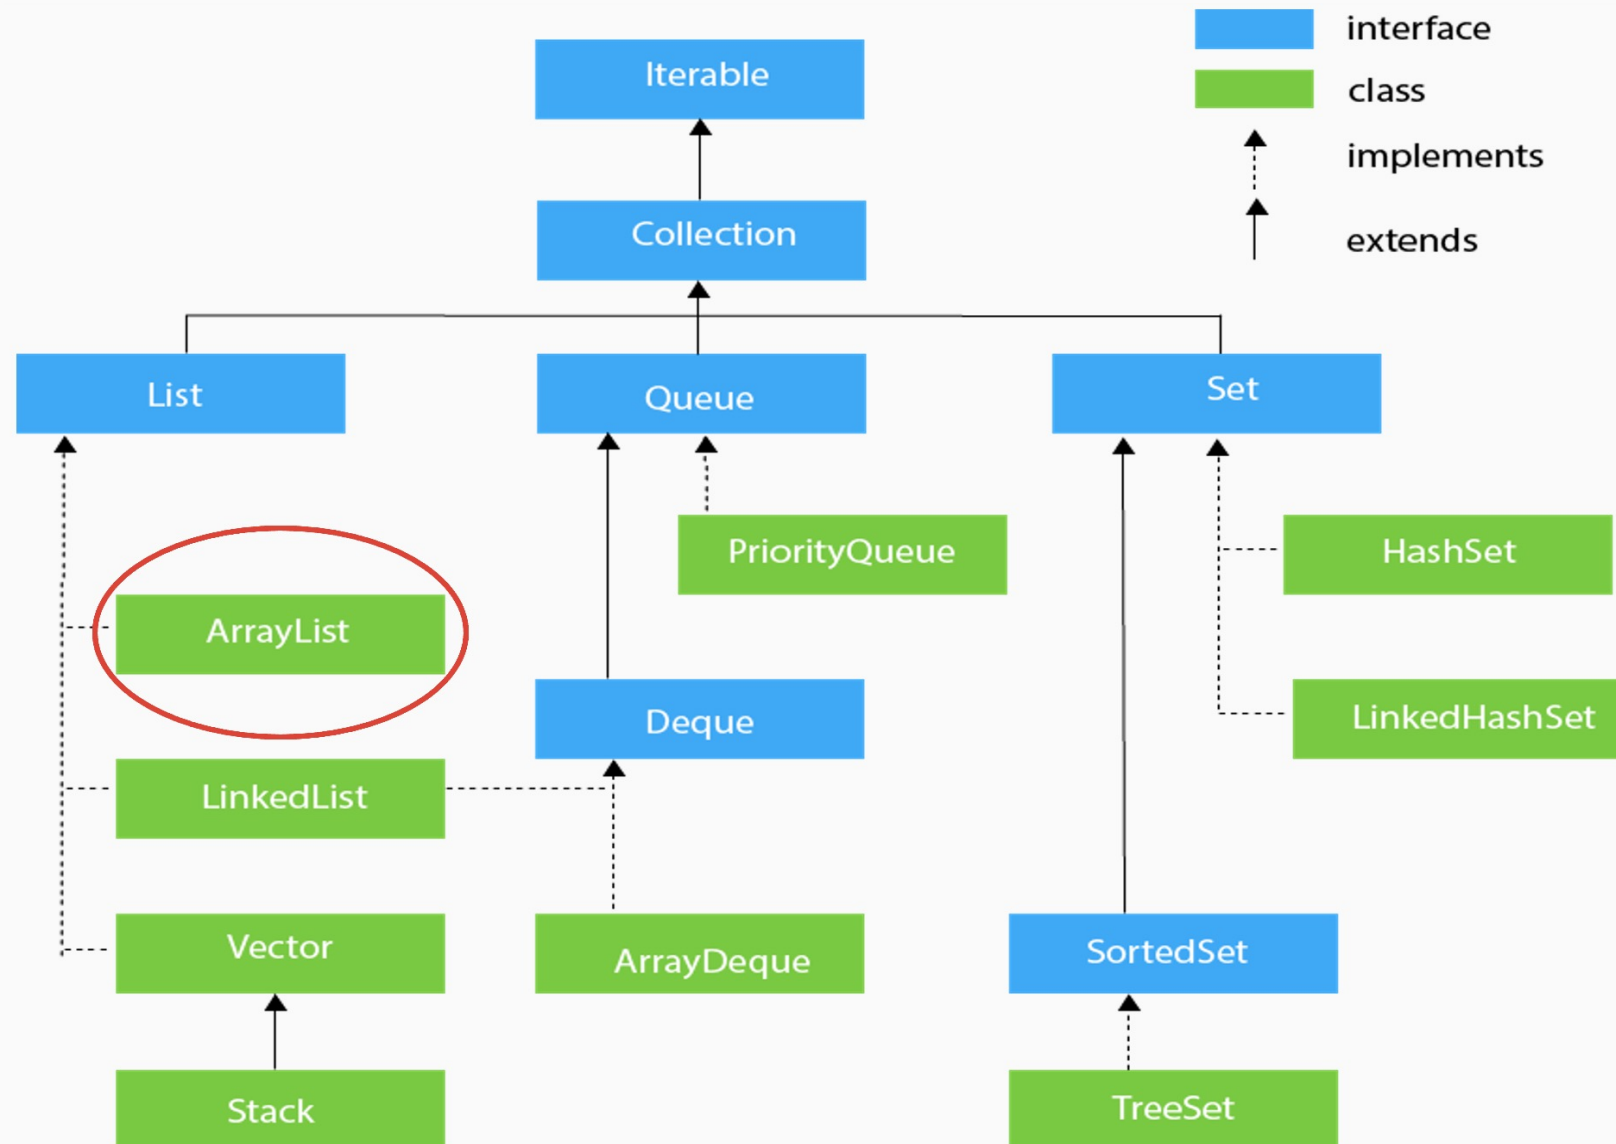 interface
class
implements
extends
Iterable
Collection
List
Queue
Set
PriorityQueue
HashSet
ArrayList
Deque
LinkedHashSet
LinkedList
Vector
ArrayDeque
SortedSet
Stack
TreeSet